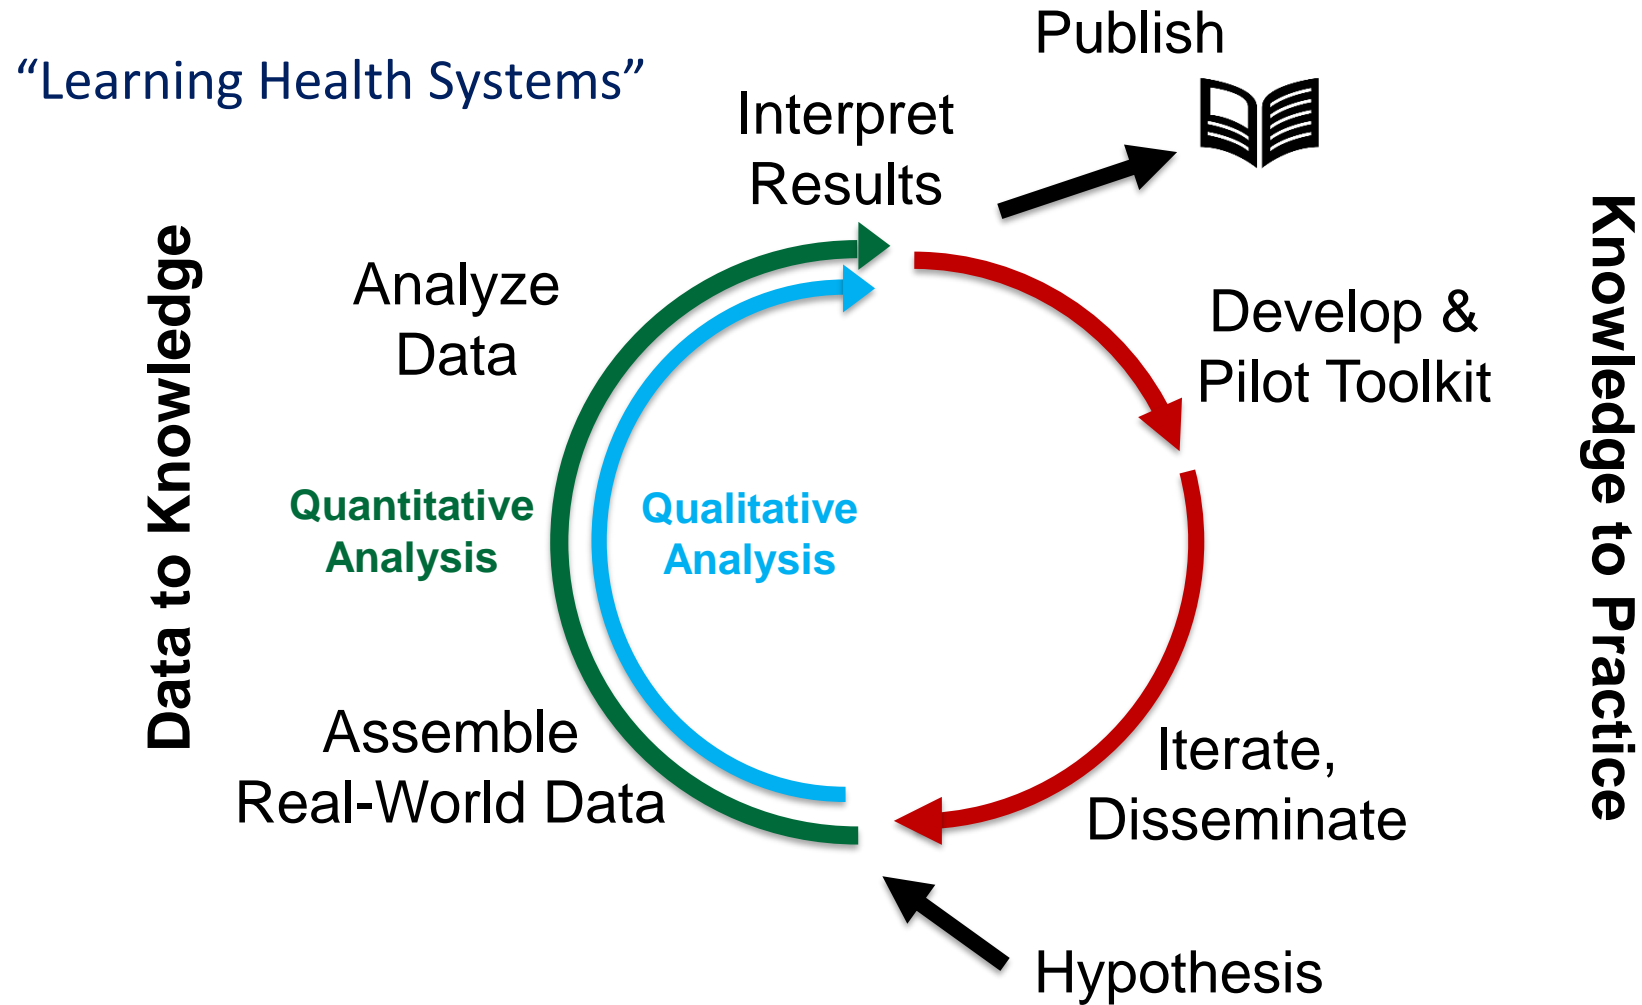 “Learning Health Systems”
Publish
Interpret
Results
Analyze
Data
Develop &
Pilot Toolkit
Data to Knowledge
Knowledge to Practice
Quantitative
Analysis
Qualitative
Analysis
Assemble
Real-World Data
Iterate,
Disseminate
Hypothesis